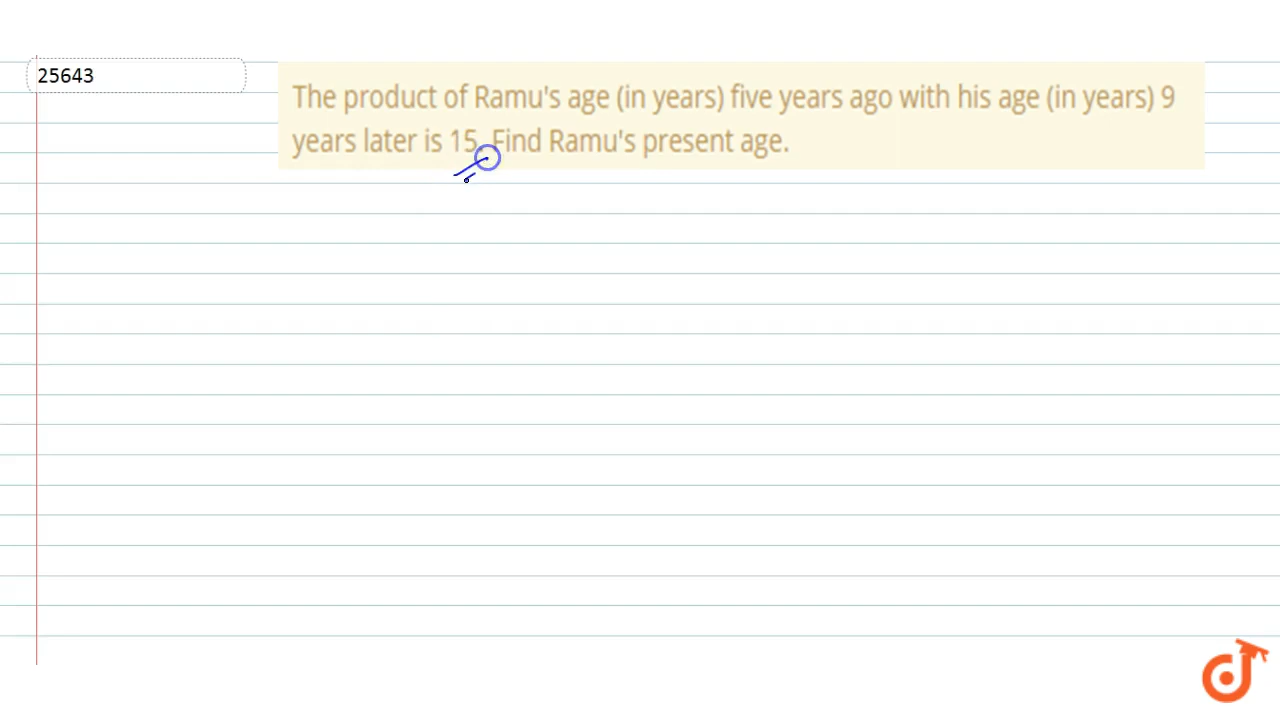 25643
The product of Ramu's age (in years) five years ago with his age (in years) 9
years later is 15. Find Ramu's present age.